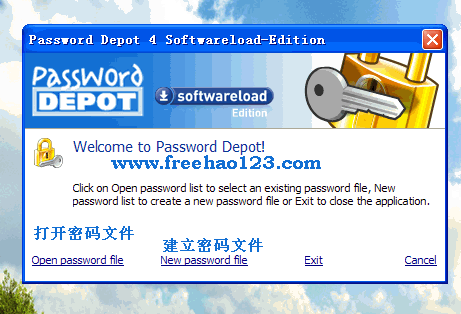 Password Depot 4 Softwareload-Edition
PASSWORD
DEPOT
softwareload
Edition
Welcome to Password Depot!
www.freehao123.com
Click on Open password list to select an existing password file, New
password list to create a new password file or Exit to close the application.
打开密码文件
建立密码文件
Open password file New password file Exit Cancel